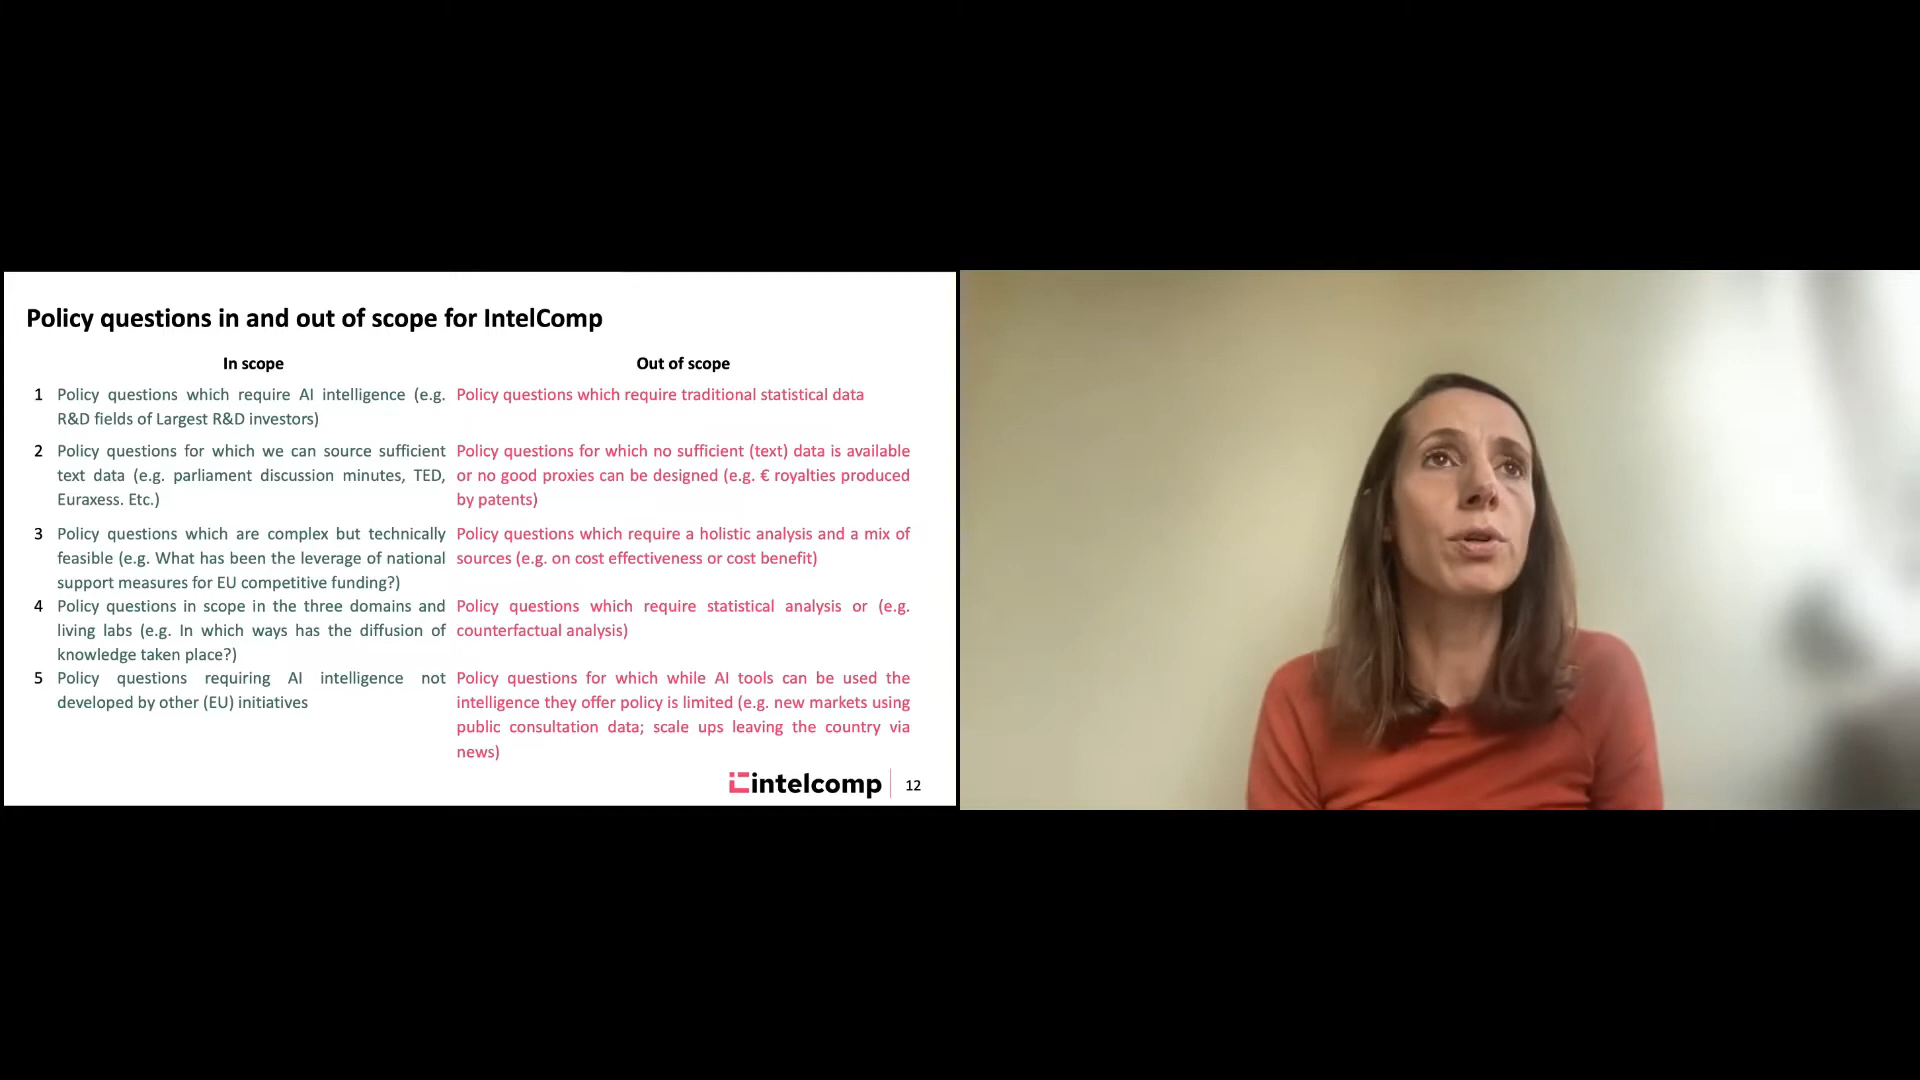 Policy questions in and out of scope for IntelComp
In scope
Out of scope
1 Policy questions which require AI intelligence (e.g.
R&D fields of Largest R&D investors)
Policy questions which require traditional statistical data
2 Policy questions for which we can source sufficient
text data (e.g. parliament discussion minutes, TED,
Euraxess. Etc.)
Policy questions for which no sufficient (text) data is available
or no good proxies can be designed (e.g. € royalties produced
by patents)
3 Policy questions which are complex but technically
feasible (e.g. What has been the leverage of national
support measures for EU competitive funding?)
Policy questions which require a holistic analysis and a mix of
sources (e.g. on cost effectiveness or cost benefit)
4 Policy questions in scope in the three domains and
living labs (e.g. In which ways has the diffusion of
knowledge taken place?)
Policy questions which require statistical analysis or (e.g.
counterfactual analysis)
5 Policy questions requiring AI intelligence not
developed by other (EU) initiatives
Policy questions for which while AI tools can be used the
intelligence they offer policy is limited (e.g. new markets using
public consultation data; scale ups leaving the country via
news)
intelcomp
12